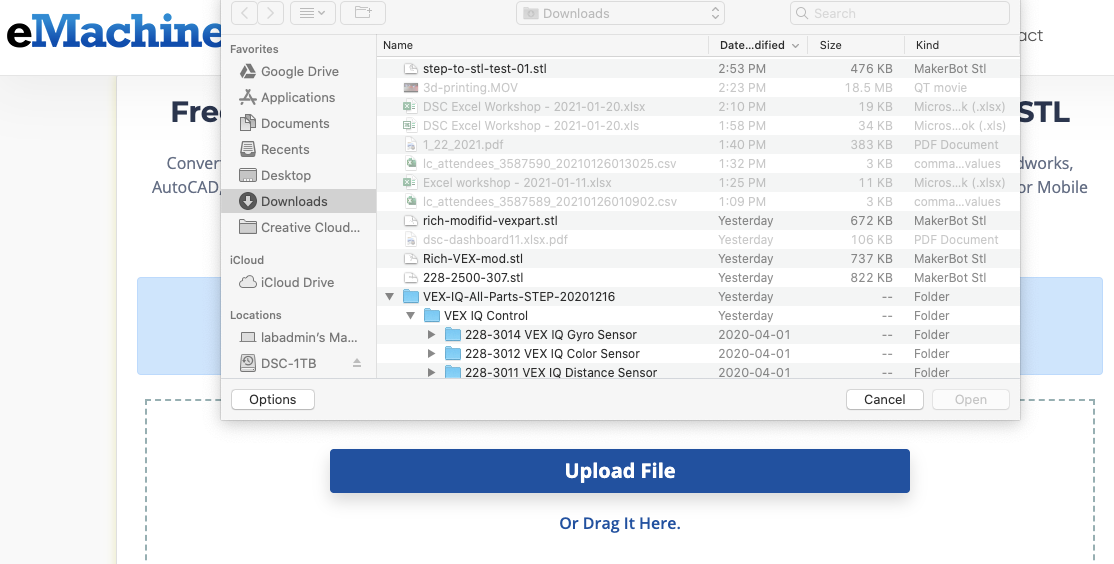 eMachine
Downloads
Search
act
Favorites
Google Drive
Applications
Documents
Recents
Desktop
Downloads
Creative Cloud...
iCloud
iCloud Drive
Locations
labadmin's Ma...
DSC-1TB
Name Date...dified Size Kind
step-to-stl-test-01.stl 2:53 PM 476 KB MakerBot Stl
3d-printing.MOV 2:23 PM 18.5 MB QT movie
DSC Excel Workshop - 2021-01-20.xlsx 2:10 PM 19 KB Micros...k (.xlsx)
DSC Excel Workshop - 2021-01-20.xls 1:58 PM 34 KB Micros...ok (.xls)
1_22_2021.pdf 1:40 PM 383 KB PDF Document
lc_attendees_3587590_20210126013025.csv 1:32 PM 3 KB comma...values
Excel workshop - 2021-01-11.xlsx 1:25 PM 11 KB Micros...k (.xlsx)
lc_attendees_3587589_20210126010902.csv 1:09 PM 3 KB comma...values
rich-modifid-vexpart.stl Yesterday 672 KB MakerBot Stl
dsc-dashboard11.xlsx.pdf Yesterday 106 KB PDF Document
Rich-VEX-mod.stl Yesterday 737 KB MakerBot Stl
228-2500-307.stl Yesterday 822 KB MakerBot Stl
VEX-IQ-All-Parts-STEP-20201216 Yesterday -- Folder
VEX IQ Control Yesterday -- Folder
228-3014 VEX IQ Gyro Sensor 2020-04-01 -- Folder
228-3012 VEX IQ Color Sensor 2020-04-01 -- Folder
228-3011 VEX IQ Distance Sensor 2020-04-01 -- Folder
Options Cancel Open
Fre STL
Conver dworks,
AutoCAD, or Mobile
Upload File
Or Drag It Here.